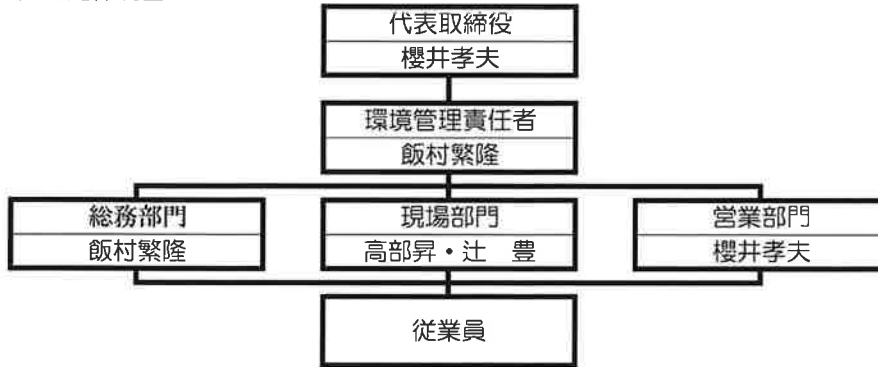 代表取締役
櫻井孝夫
環境管理責任者
飯村繁隆
総務部門
飯村繁隆
現場部門
高部昇・辻　豊
営業部門
櫻井孝夫
従業員